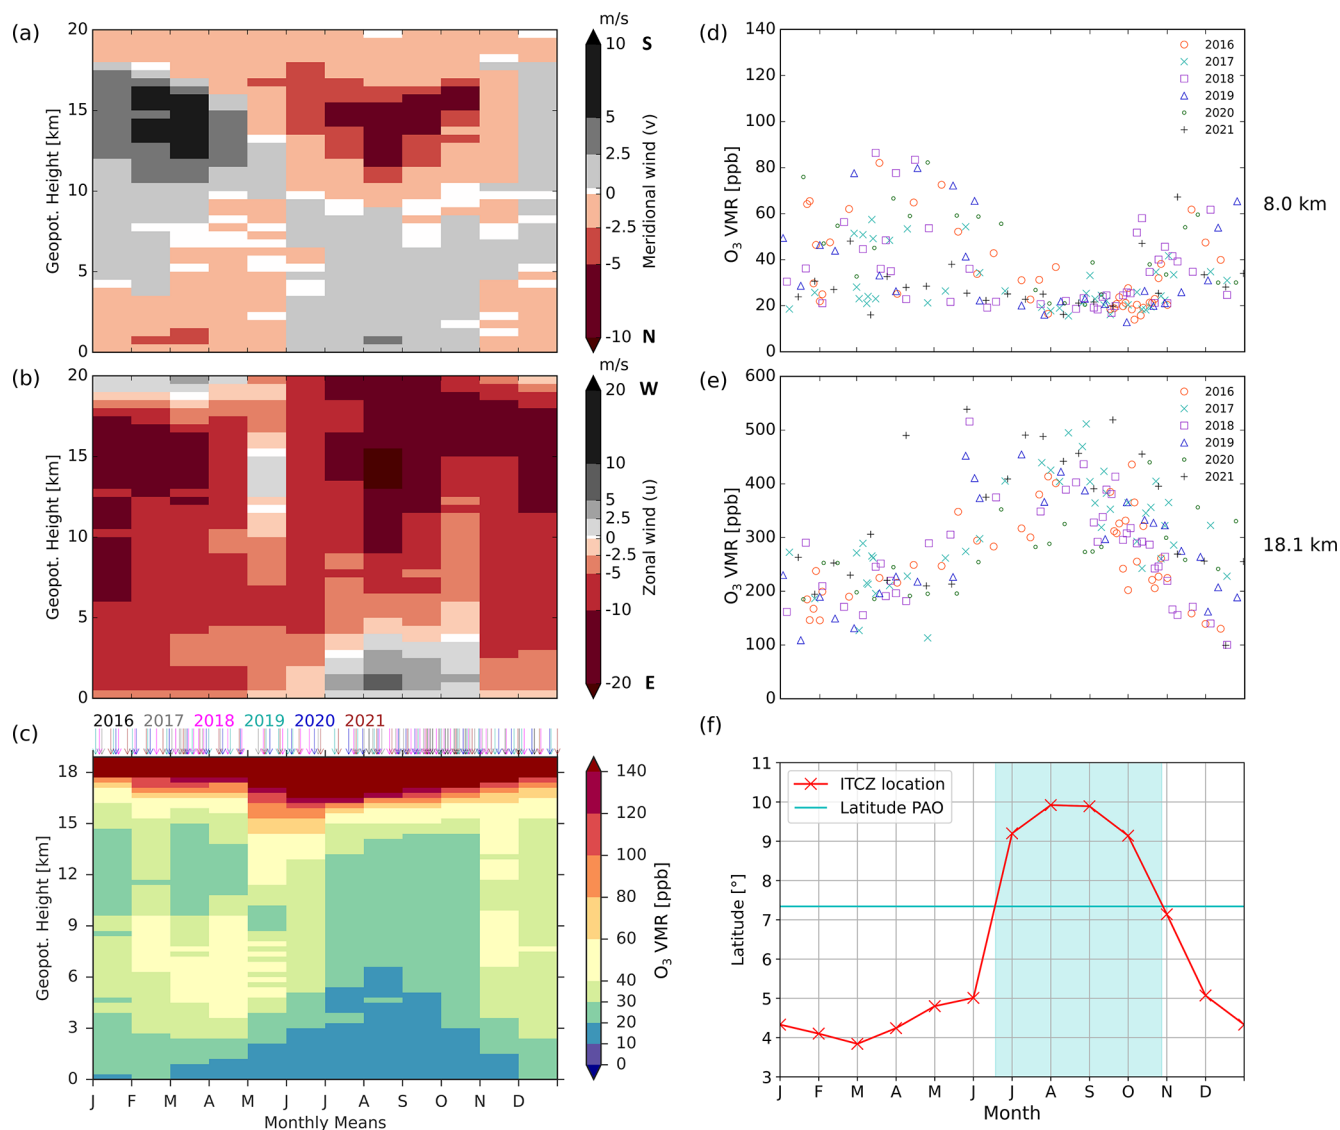 (a)
20
15
10
5
0
Geopot. Height [km]
m/s
10
5
2.5
0
-2.5
-5
-10
S
N
Meridional wind (v)
(b)
20
15
10
5
0
Geopot. Height [km]
m/s
20
10
5
2.5
0
-2.5
-5
-10
-20
W
E
Zonal wind (u)
2016 2017 2018 2019 2020 2021
(c)
18
15
12
9
6
3
0
Geopot. Height [km]
J F M A M J J A S O N D
Monthly Means
140
120
100
80
60
40
30
20
10
0
O3 VMR [ppb]
(d)
140
120
100
80
60
40
20
0
O3 VMR [ppb]
2016
2017
2018
2019
2020
2021
8.0 km
(e)
600
500
400
300
200
100
0
O3 VMR [ppb]
2016
2017
2018
2019
2020
2021
18.1 km
(f)
11
10
9
8
7
6
5
4
3
Latitude [°]
ITCZ location
Latitude PAO
J F M A M J J A S O N D
Month